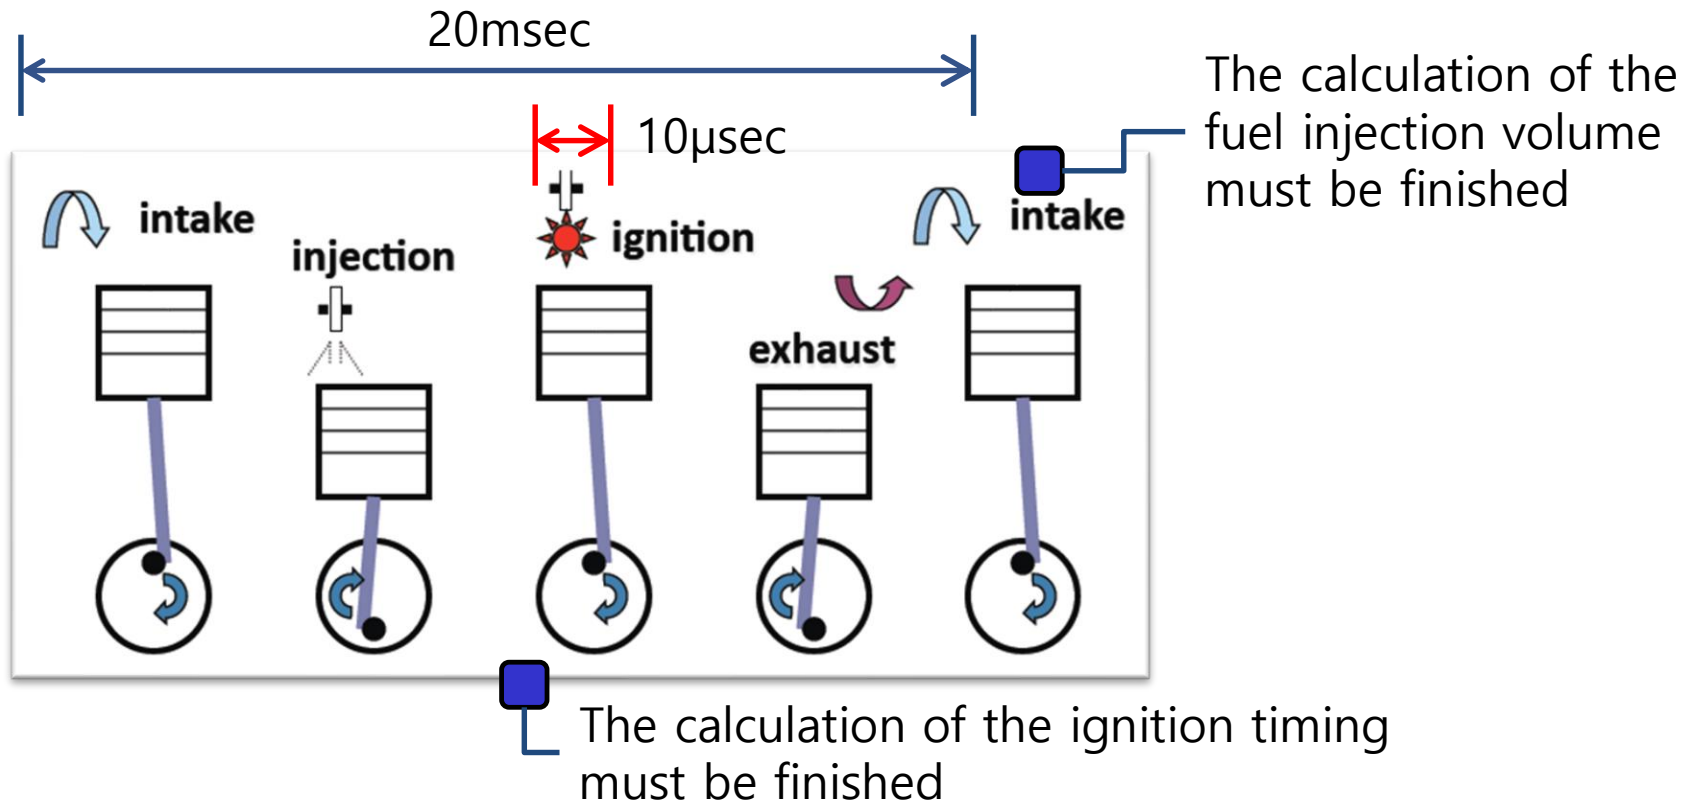 20msec
The calculation of the
fuel injection volume
must be finished
10μsec
intake
injection
ignition
exhaust
intake
The calculation of the ignition timing
must be finished